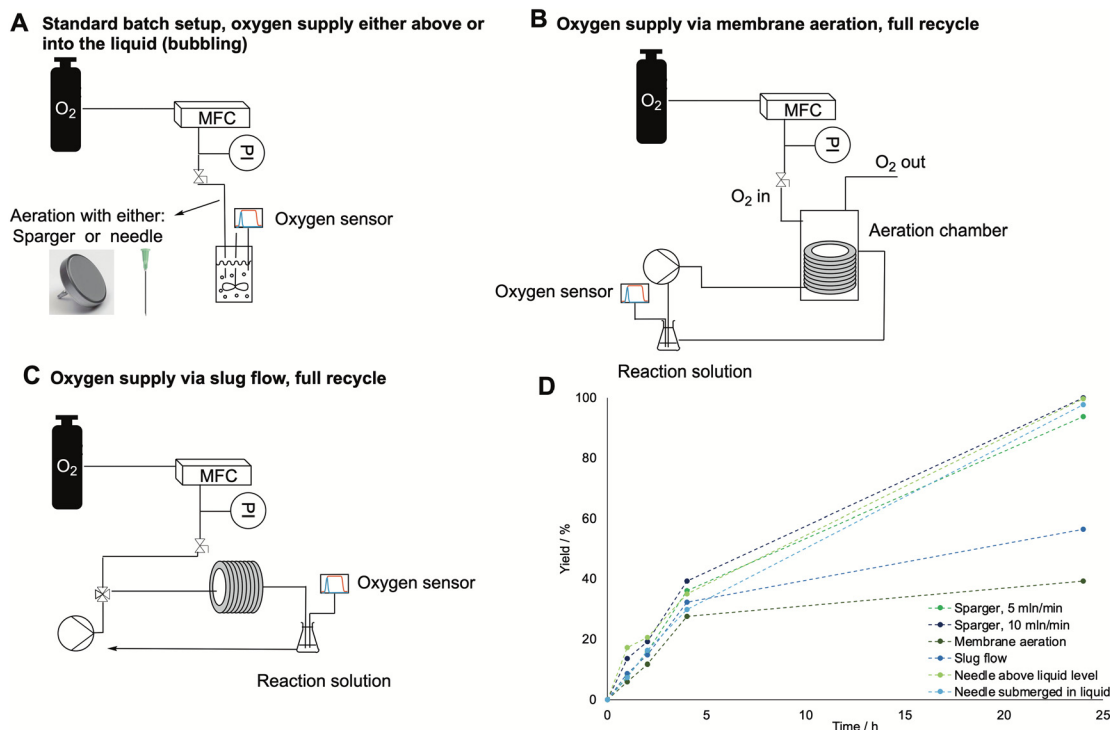 A Standard batch setup, oxygen supply either above or
into the liquid (bubbling)
O2
MFC
PI
Aeration with either:
Sparger or needle
Oxygen sensor
B Oxygen supply via membrane aeration, full recycle
O2
MFC
PI
O2 in
O2 out
Aeration chamber
Oxygen sensor
Reaction solution
C Oxygen supply via slug flow, full recycle
O2
MFC
PI
Oxygen sensor
Reaction solution
D
100
80
60
40
20
0
Yield / %
0 5 10 15 20 25
Time / h
Sparger, 5 mln/min
Sparger, 10 mln/min
Membrane aeration
Slug flow
Needle above liquid level
Needle submerged in liquid